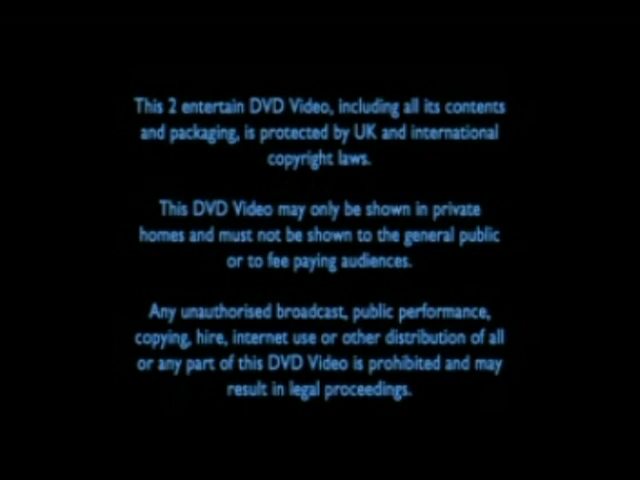 This 2 entertain DVD Video, including all its contents
and packaging, is protected by UK and international
copyright laws.
This DVD Video may only be shown in private
homes and must not be shown to the general public
or to fee paying audiences.
Any unauthorised broadcast, public performance,
copying, hire, internet use or other distribution of all
or any part of this DVD Video is prohibited and may
result in legal proceedings.